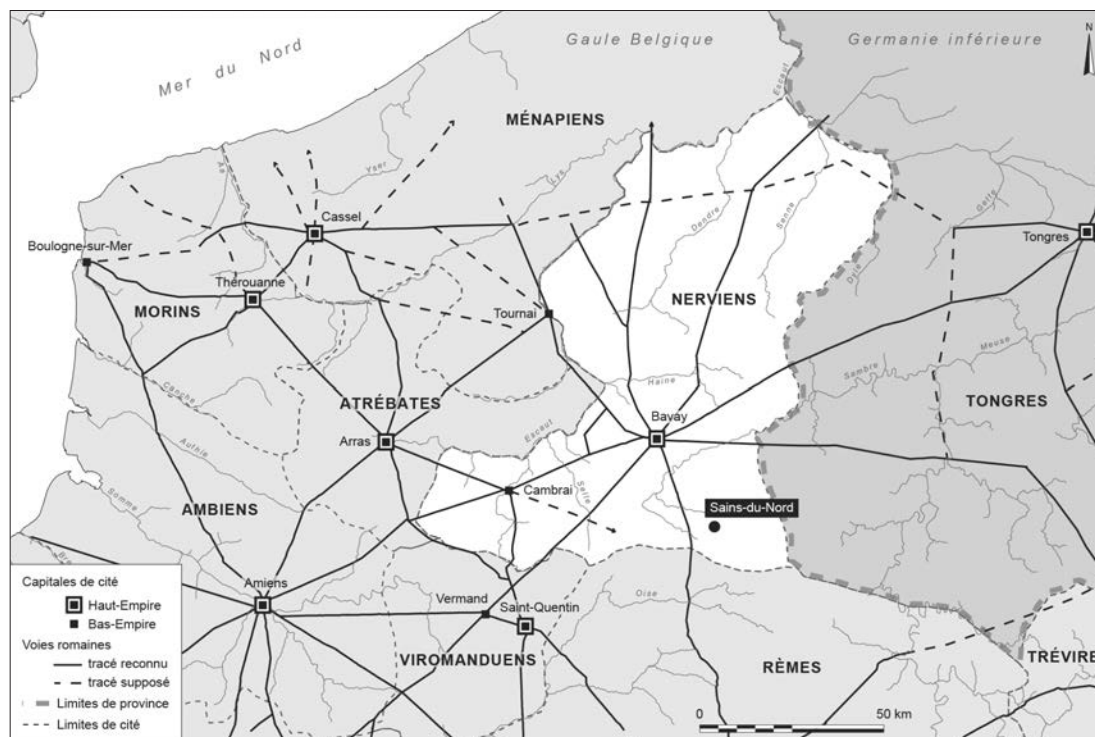 Mer du Nord
Gaule Belgique
Germanie inférieure
N
Escaut
MÉNAPIENS
Aa
Yser
Lys
Cassel
Dendre
Senne
Gette
Dyle
Tongres
Boulogne-sur-Mer
Thérouanne
MORINS
Tournai
NERVIENS
Meuse
Sambre
Canche
Haine
ATRÉBATES
TONGRES
Arras
Escaut
Bavay
Authie
Selle
Cambrai
Somme
AMBIENS
Sains-du-Nord
Amiens
Vermand
Saint-Quentin
Oise
VIROMANDUENS
RÈMES
TRÉVIRE
Capitales de cité
Haut-Empire
Bas-Empire
Voies romaines
tracé reconnu
tracé supposé
Limites de province
Limites de cité
0 50 km